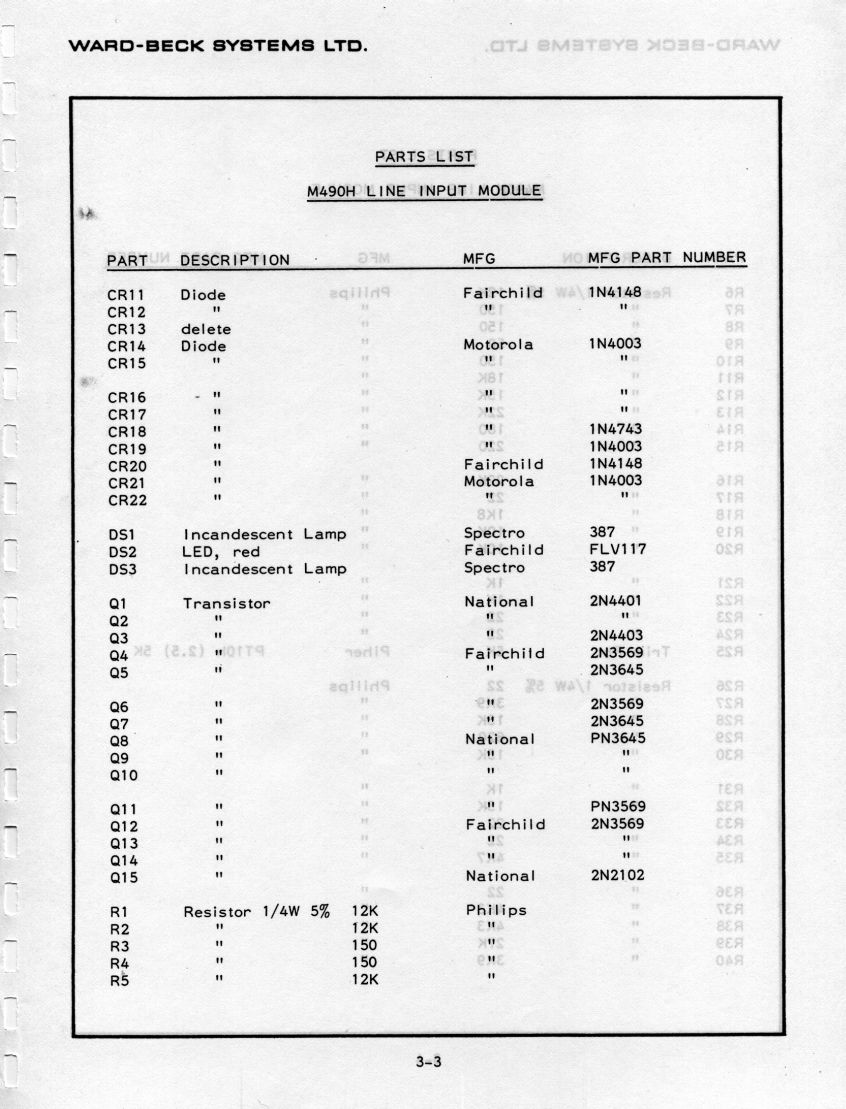 WARD-BECK SYSTEMS LTD.
PARTS LIST
M490H LINE INPUT MODULE
PART DESCRIPTION MFG MFG PART NUMBER
CR11 Diode Fairchild 1N4148
CR12 " " "
CR13 delete
CR14 Diode Motorola 1N4003
CR15 " " "
CR16 - " " "
CR17 " " "
CR18 " " 1N4743
CR19 " " 1N4003
CR20 " Fairchild 1N4148
CR21 " Motorola 1N4003
CR22 " " "
DS1 Incandescent Lamp Spectro 387
DS2 LED, red Fairchild FLV117
DS3 Incandescent Lamp Spectro 387
Q1 Transistor National 2N4401
Q2 " " "
Q3 " " 2N4403
Q4 " Fairchild 2N3569
Q5 " " 2N3645
Q6 " " 2N3569
Q7 " " 2N3645
Q8 " National PN3645
Q9 " " "
Q10 " " "
Q11 " " PN3569
Q12 " Fairchild 2N3569
Q13 " " "
Q14 " " "
Q15 " National 2N2102
R1 Resistor 1/4W 5% 12K Philips
R2 " 12K "
R3 " 150 "
R4 " 150 "
R5 " 12K "
3-3